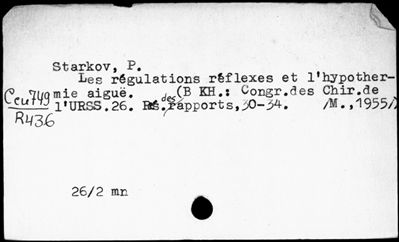 Starkov, P.
Les régulations réflexes et l'hypother-
Ceu749 mie aiguë. (B KH.: Congr.des Chir.de
R436 l'URSS.26. Rés.des rapports,30-34. /M.,1955/)
26/2 mn